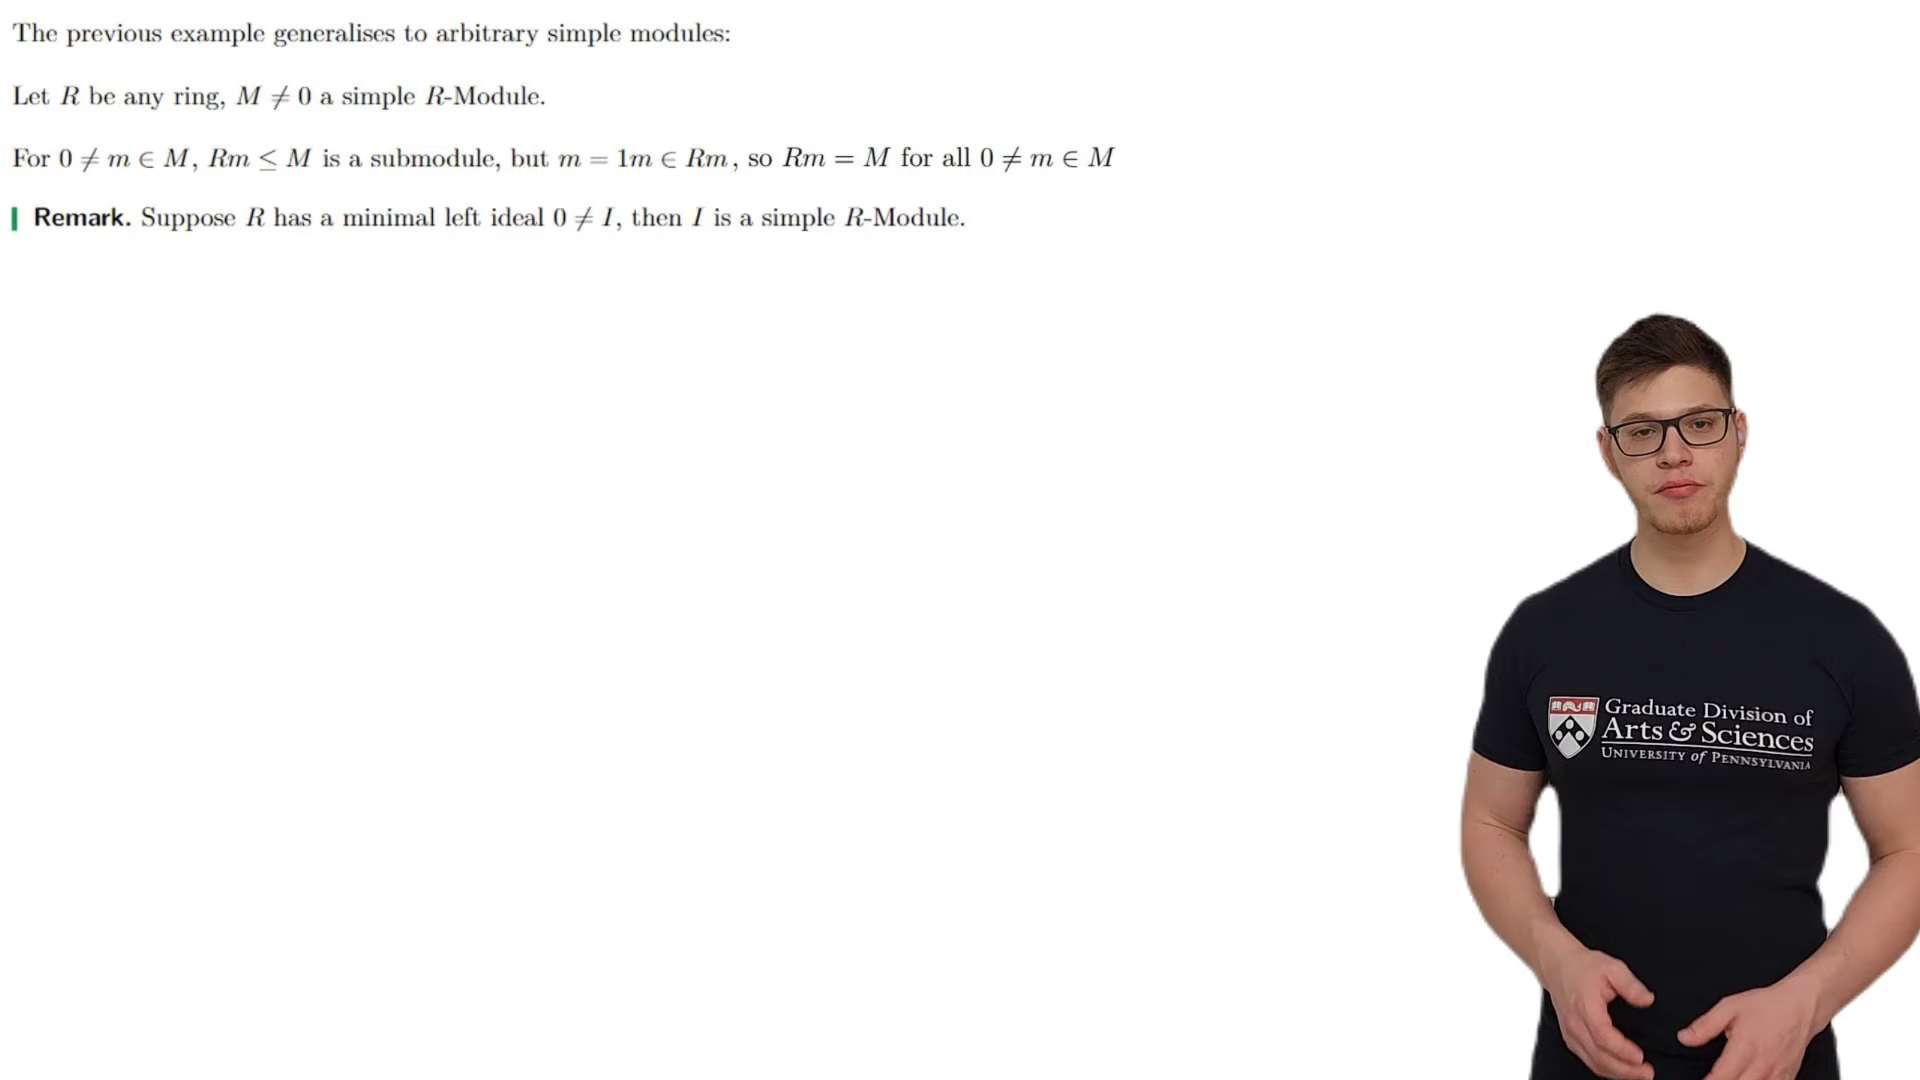 The previous example generalises to arbitrary simple modules:
Let R be any ring, M ≠ 0 a simple R-Module.
For 0 ≠ m ∈ M, Rm ≤ M is a submodule, but m = 1m ∈ Rm, so Rm = M for all 0 ≠ m ∈ M
Remark. Suppose R has a minimal left ideal 0 ≠ I, then I is a simple R-Module.
Graduate Division of
Arts & Sciences
UNIVERSITY of PENNSYLVANIA